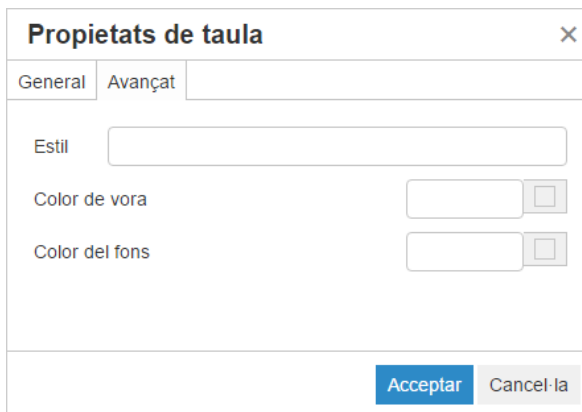 Propietats de taula
General Avançat
Estil
Color de vora
Color del fons
Acceptar Cancel·la